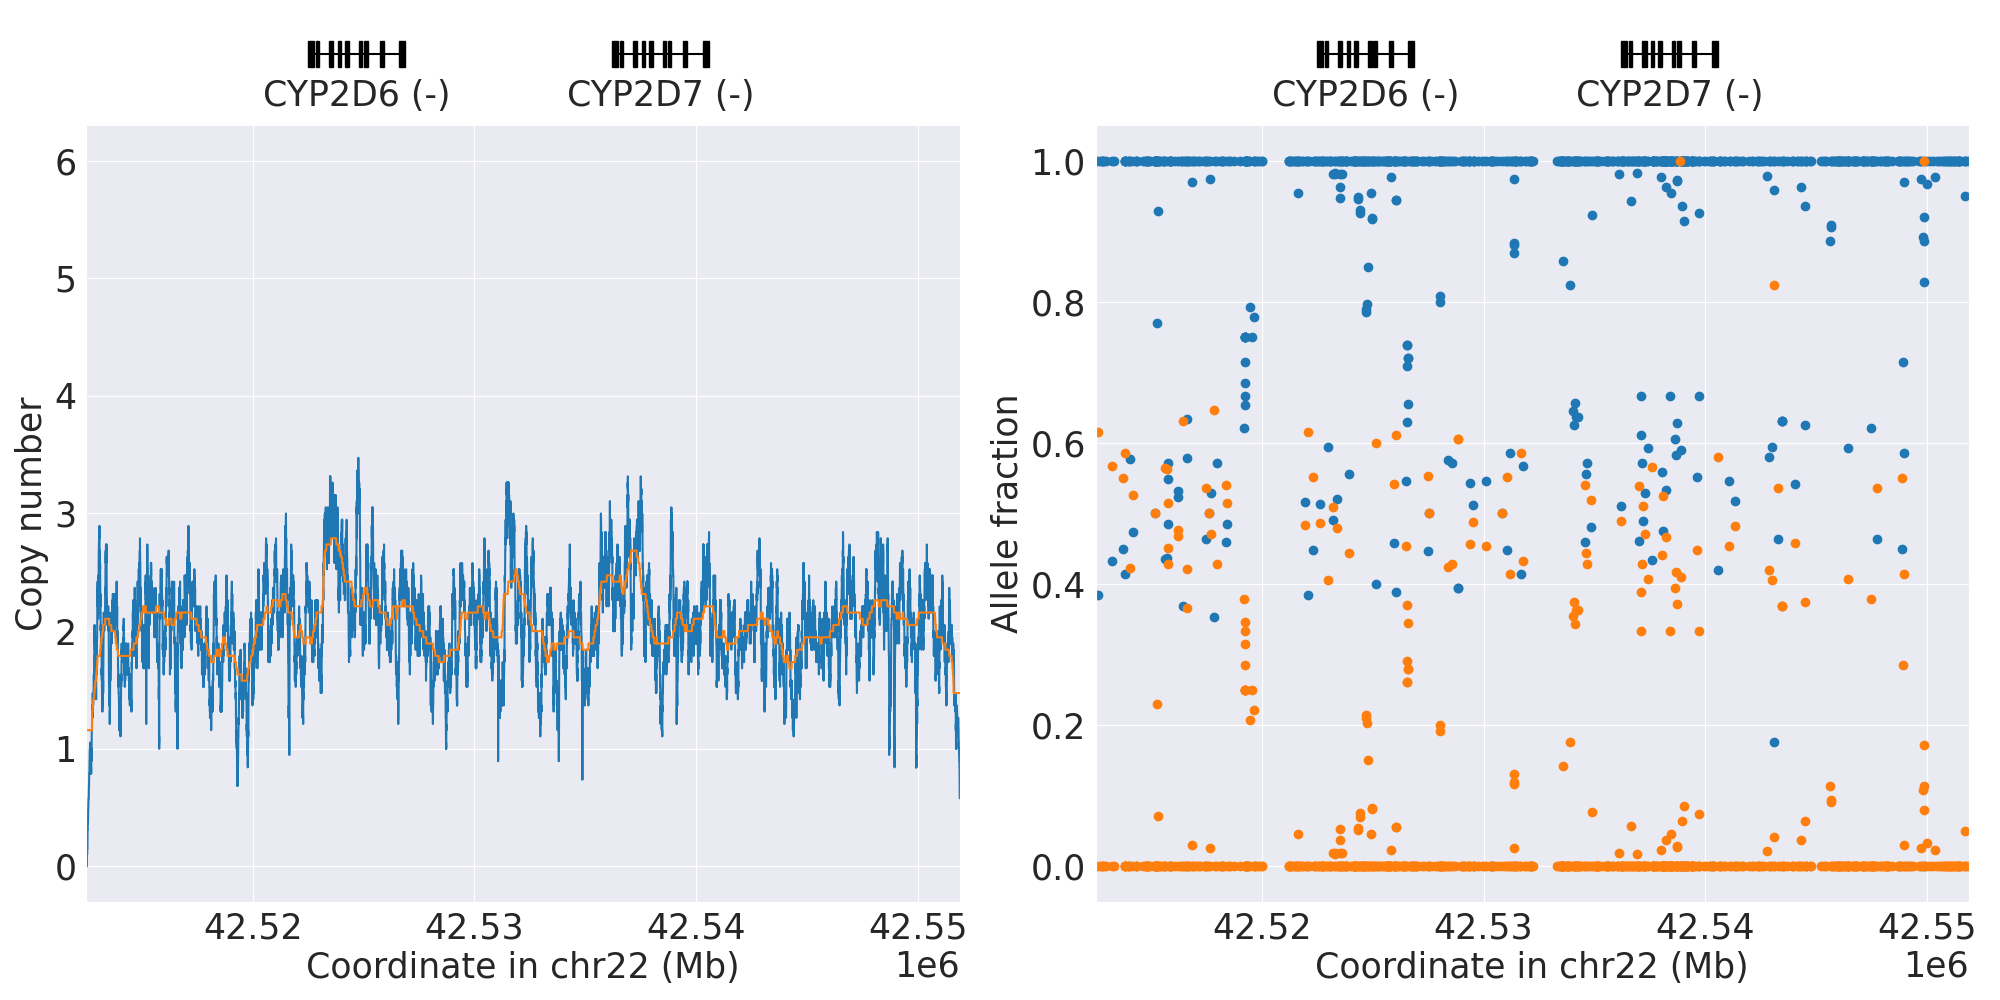 CYP2D6 (-) CYP2D7 (-)
6
5
4
3
2
1
0
Copy number
42.52 42.53 42.54 42.55
Coordinate in chr22 (Mb)
1e6
CYP2D6 (-) CYP2D7 (-)
1.0
0.8
0.6
0.4
0.2
0.0
Allele fraction
42.52 42.53 42.54 42.55
Coordinate in chr22 (Mb)
1e6